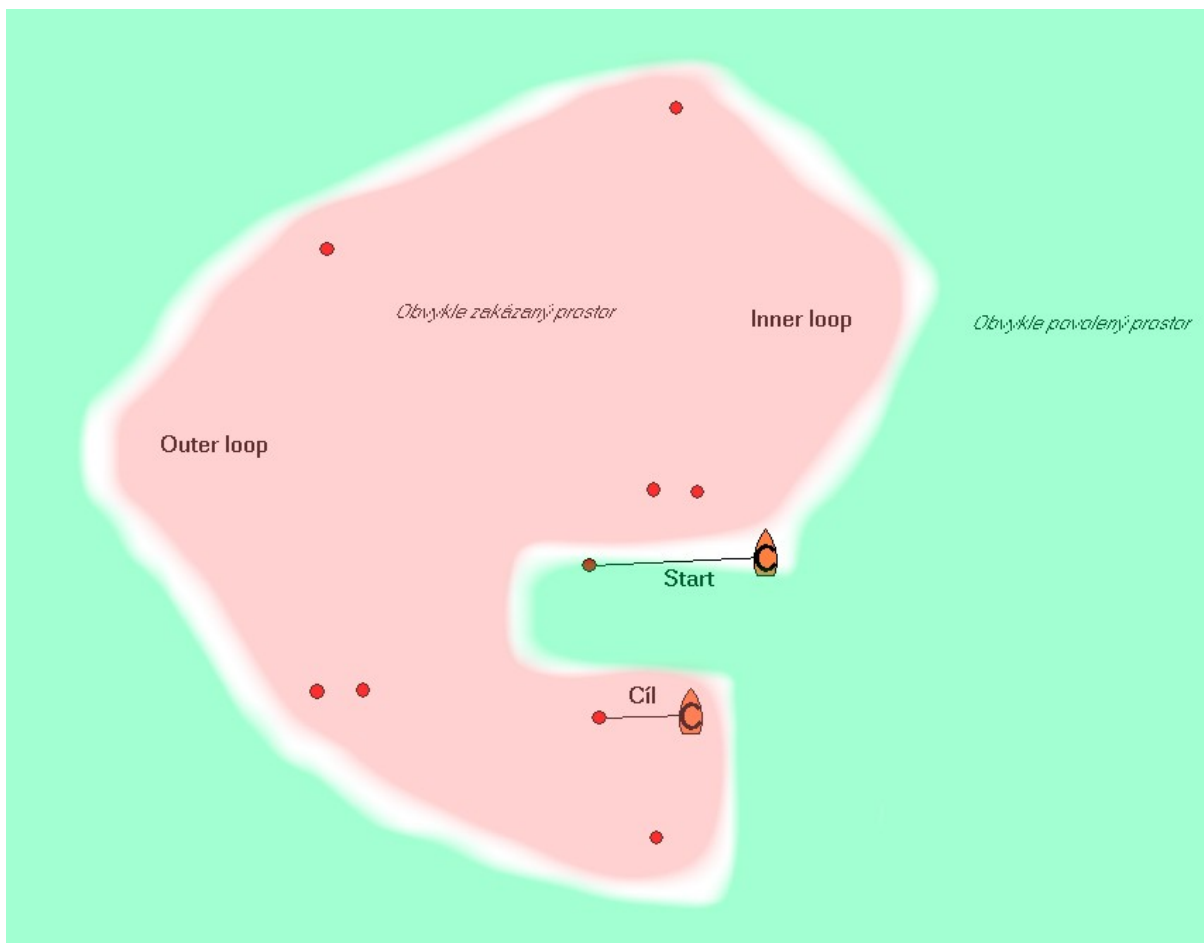 Obvykle zakázaný prostor
Inner loop
Obvykle povolený prostor
Outer loop
C
Start
Cíl
C